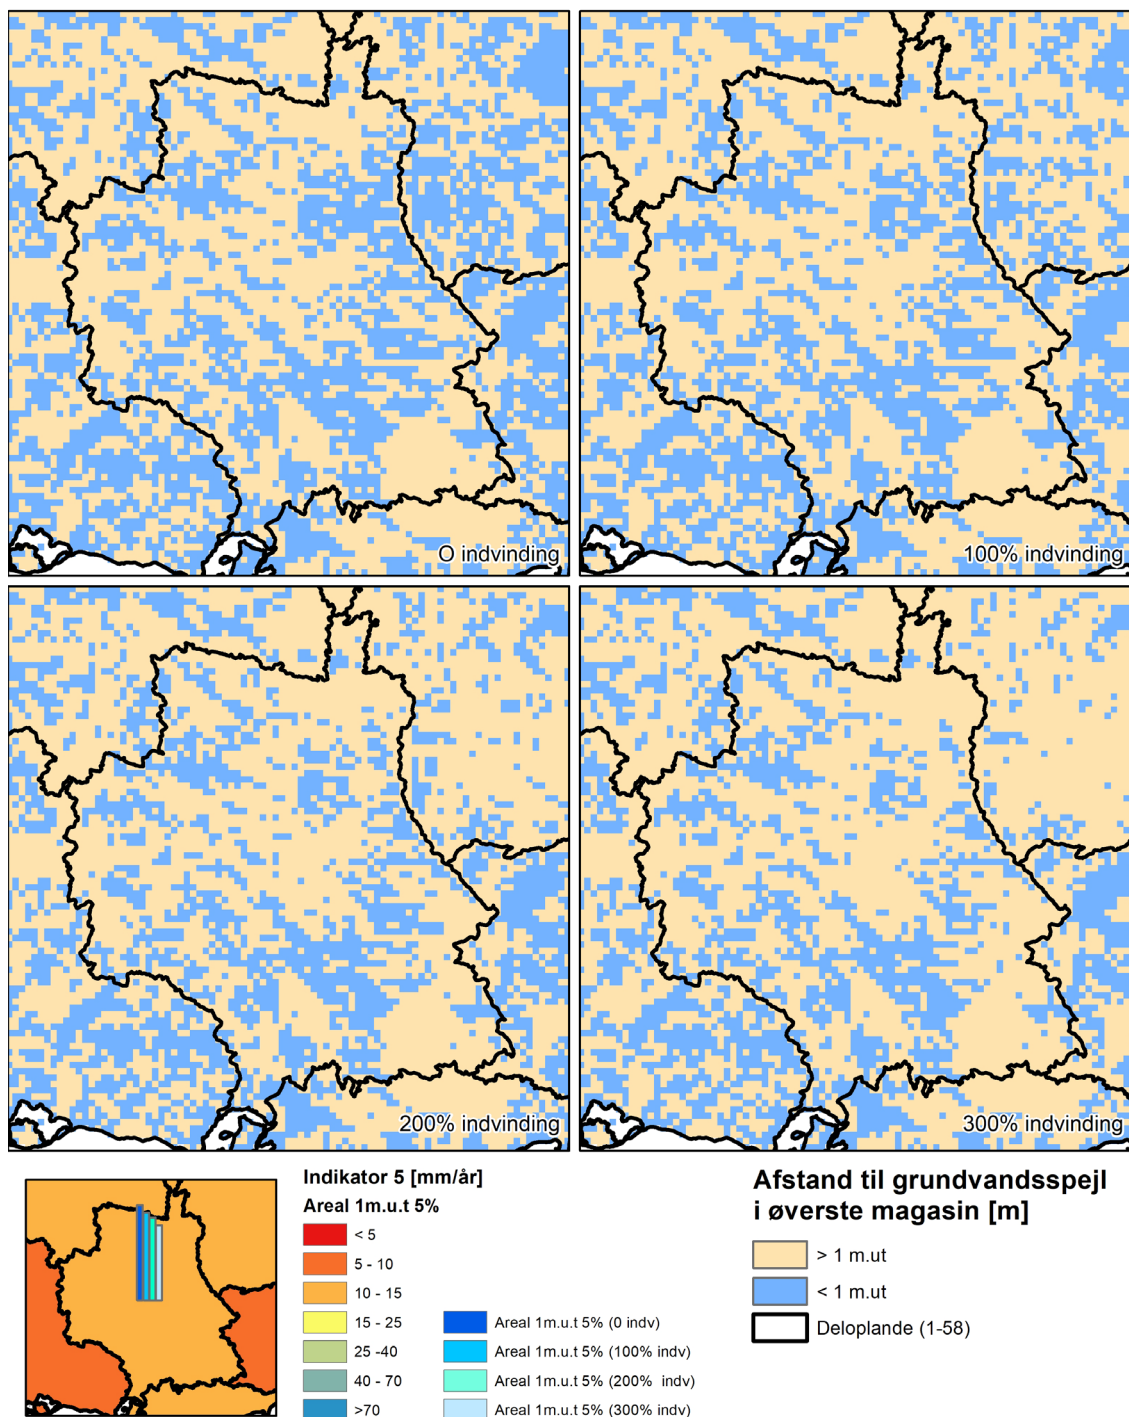 O indvinding
100% indvinding
200% indvinding
300% indvinding
Indikator 5 [mm/år]
Areal 1m.u.t 5%
< 5
5 - 10
10 - 15
15 - 25
25 -40
40 - 70
>70
Areal 1m.u.t 5% (0 indv)
Areal 1m.u.t 5% (100% indv)
Areal 1m.u.t 5% (200% indv)
Areal 1m.u.t 5% (300% indv)
Afstand til grundvandsspejl
i øverste magasin [m]
> 1 m.ut
< 1 m.ut
Deloplande (1-58)